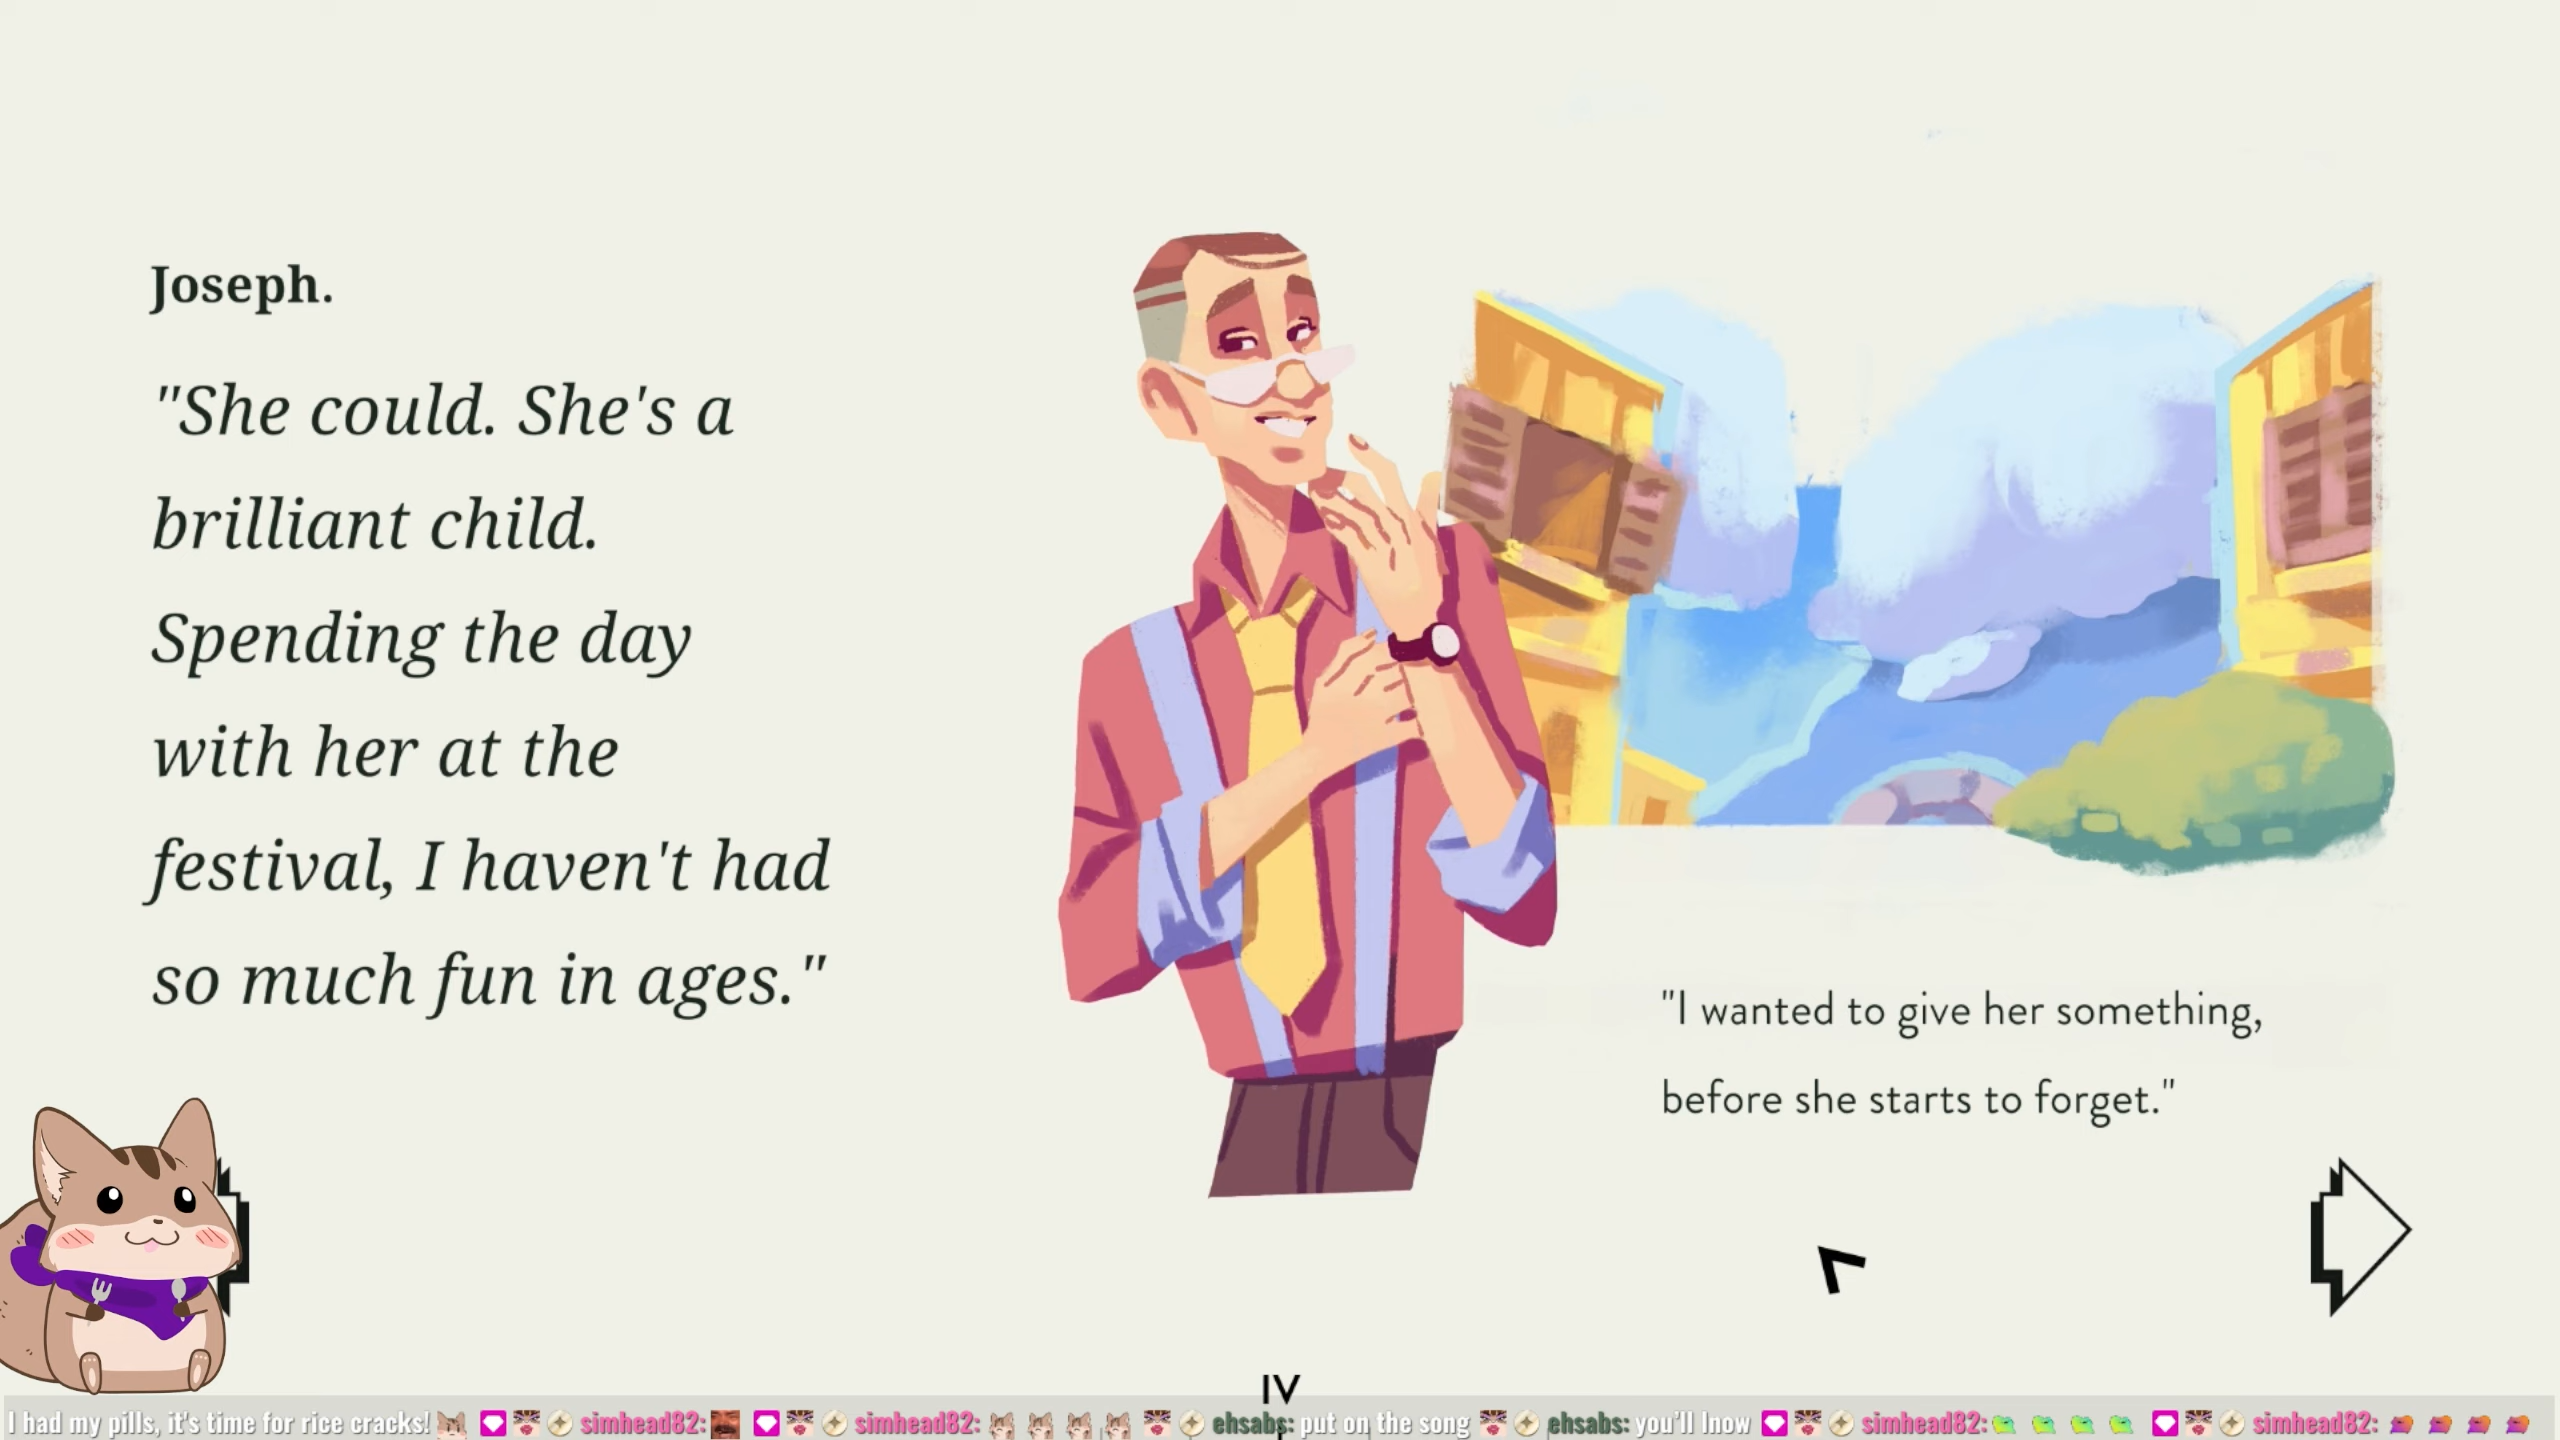 Joseph.
"She could. She's a
brilliant child.
Spending the day
with her at the
festival, I haven't had
so much fun in ages."
"I wanted to give her something,
before she starts to forget."
IV
I had my pills, it's time for rice cracks! simhead82: simhead82: ehsabs: put on the song ehsabs: you'll lnow simhead82: simhead82: